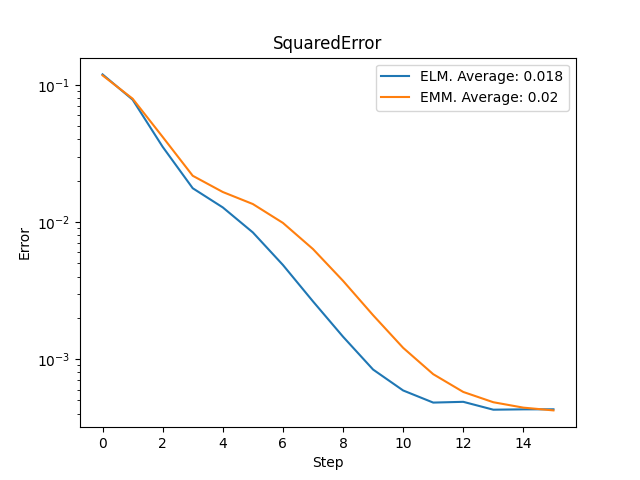 SquaredError
ELM. Average: 0.018
EMM. Average: 0.02
Error
10⁻¹
10⁻²
10⁻³
0 2 4 6 8 10 12 14
Step